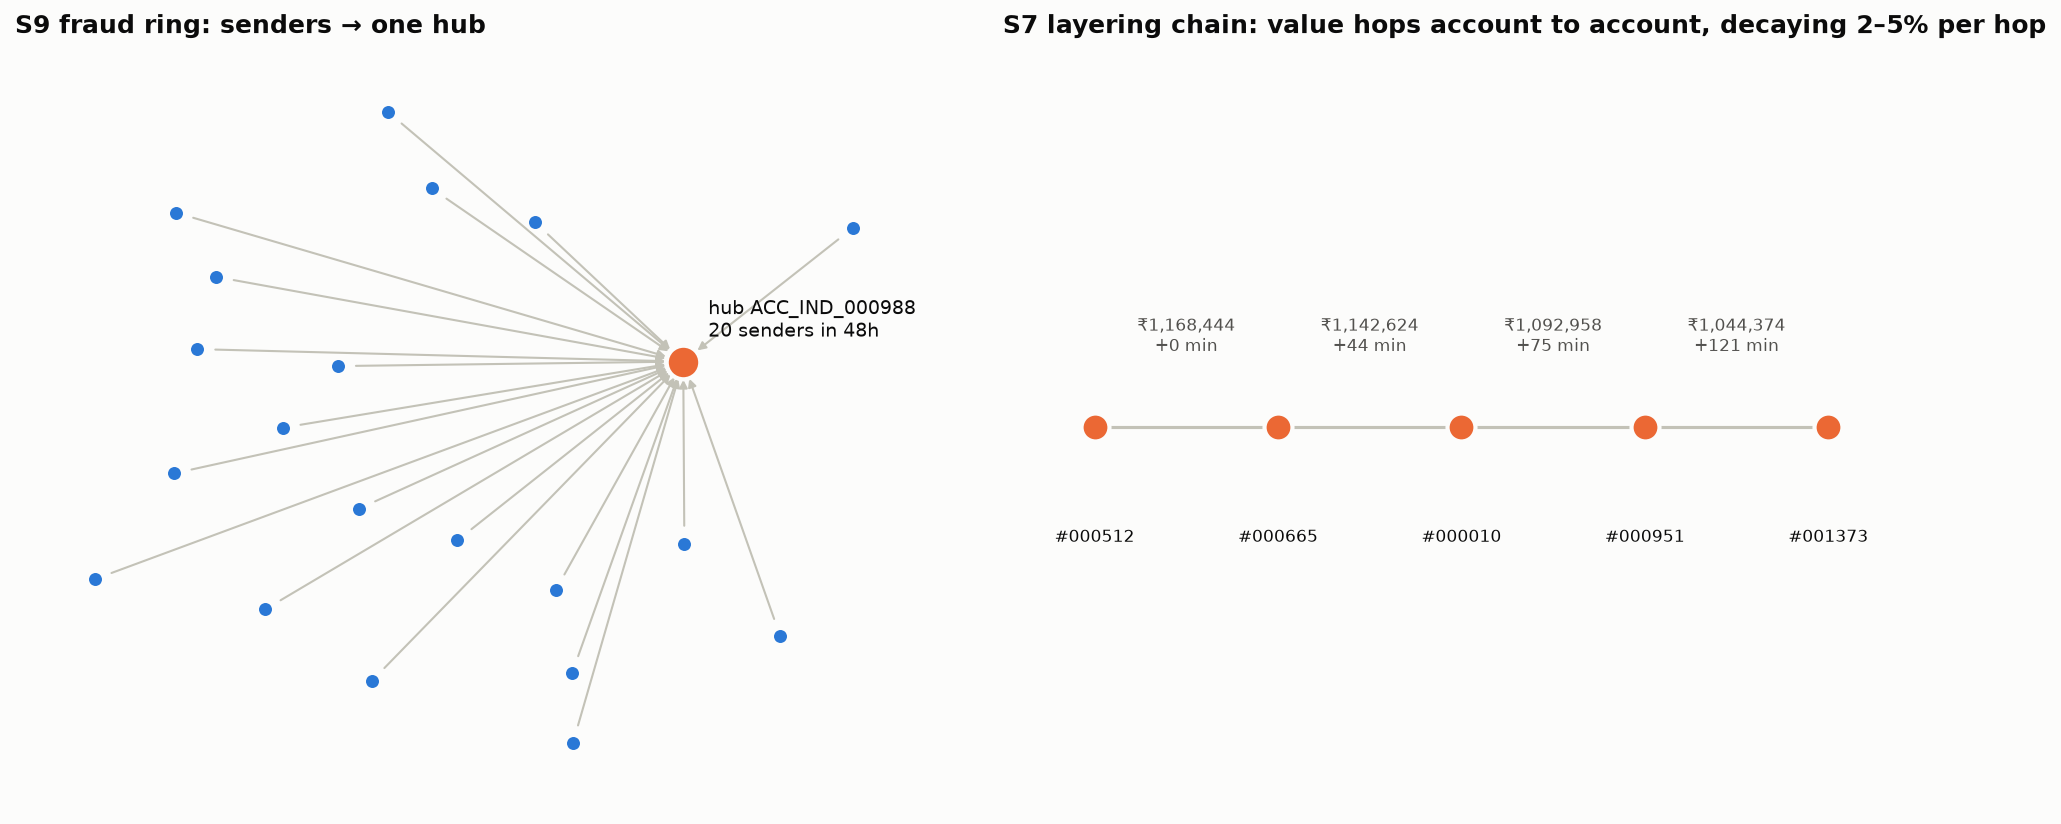 S9 fraud ring: senders → one hub
hub ACC_IND_000988
20 senders in 48h
S7 layering chain: value hops account to account, decaying 2–5% per hop
₹1,168,444
+0 min
₹1,142,624
+44 min
₹1,092,958
+75 min
₹1,044,374
+121 min
#000512
#000665
#000010
#000951
#001373